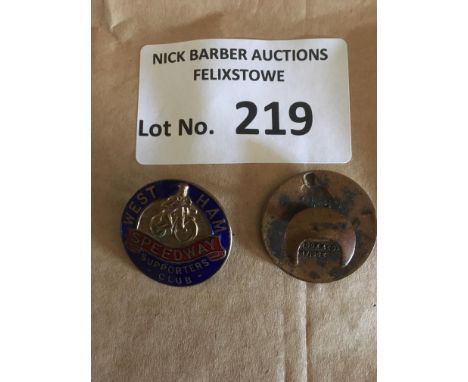 NICK BARBER AUCTIONS
FELIXSTOWE
Lot No. 219
WEST HAM
SPEEDWAY
SUPPORTERS
- CLUB -